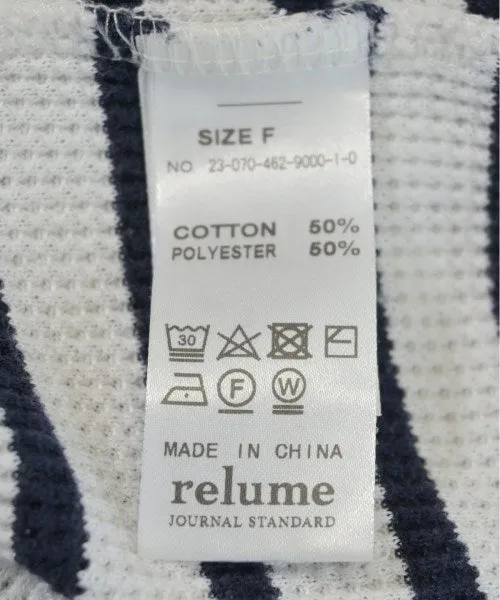 SIZE F
NO 23-070-462-9000-1-0
COTTON 50%
POLYESTER 50%
30
F W
MADE IN CHINA
relume
JOURNAL STANDARD